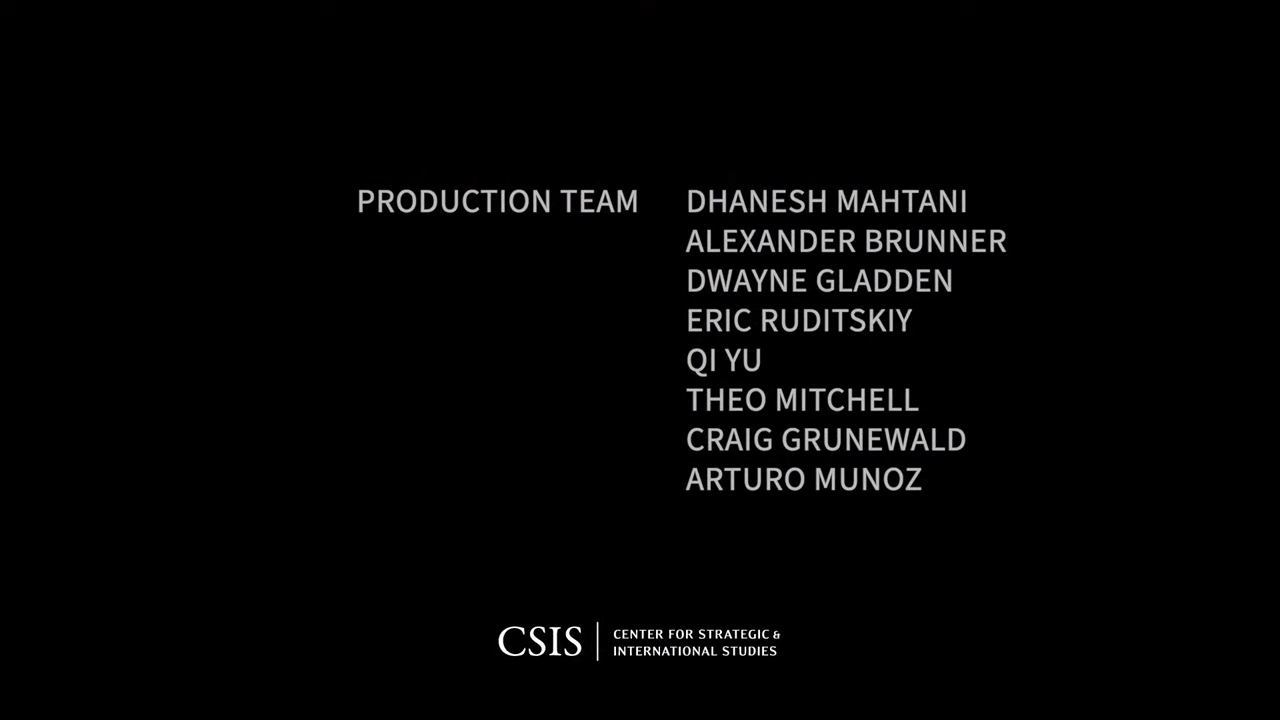 PRODUCTION TEAM DHANESH MAHTANI
ALEXANDER BRUNNER
DWAYNE GLADDEN
ERIC RUDITSKIY
QI YU
THEO MITCHELL
CRAIG GRUNEWALD
ARTURO MUNOZ
CSIS
CENTER FOR STRATEGIC &
INTERNATIONAL STUDIES